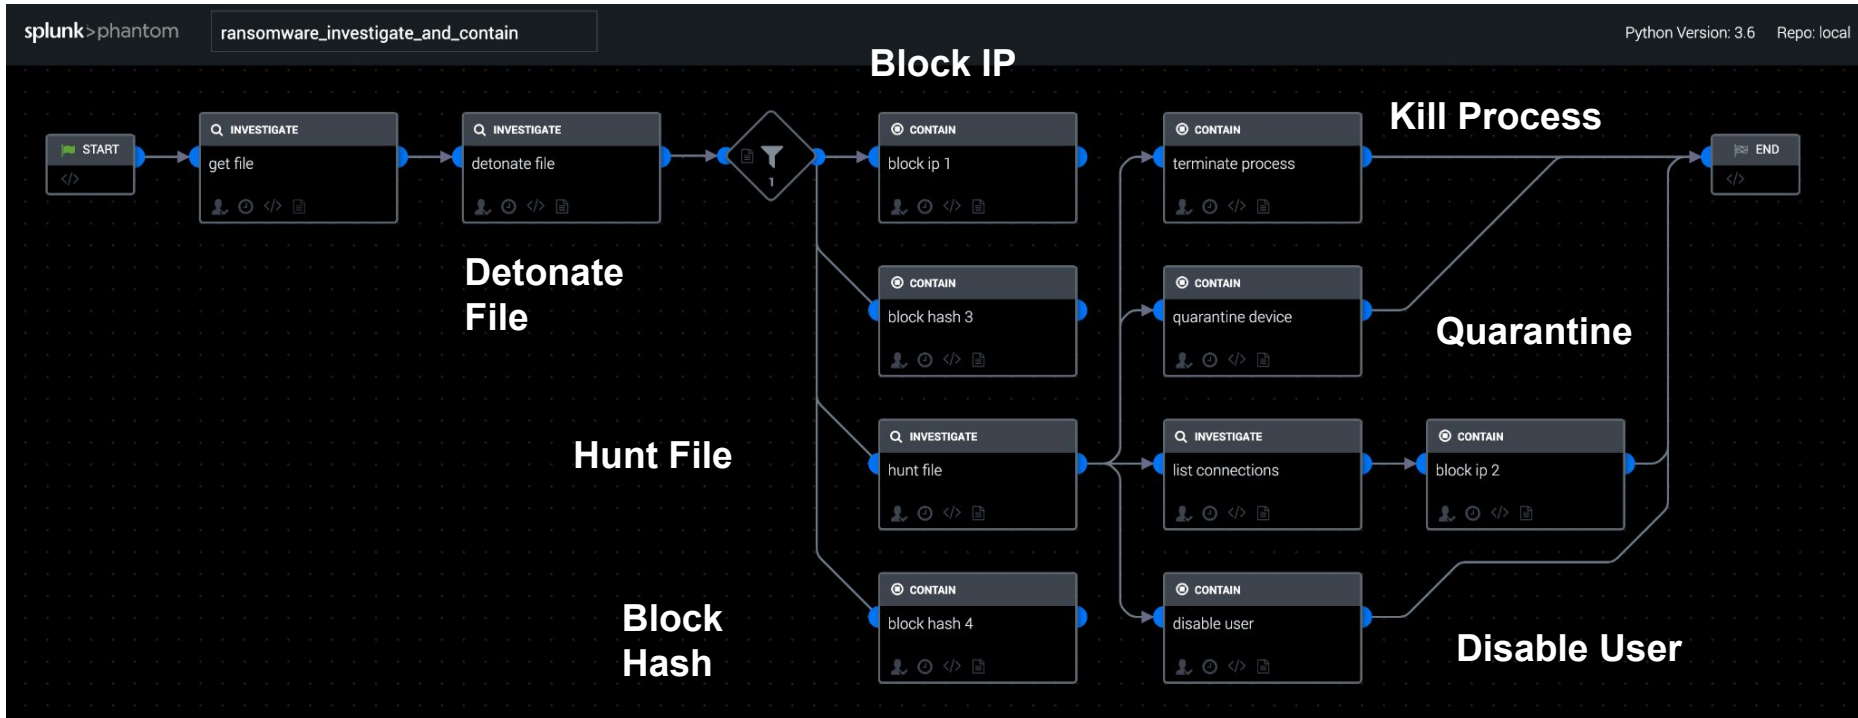 splunk>phantom
ransomware_investigate_and_contain
Python Version: 3.6
Repo: local
Block IP
START
</>
INVESTIGATE
get file
</>
INVESTIGATE
detonate file
</>
Detonate
File
1
CONTAIN
block ip 1
</>
CONTAIN
terminate process
</>
Kill Process
END
</>
CONTAIN
block hash 3
</>
CONTAIN
quarantine device
</>
Quarantine
Hunt File
INVESTIGATE
hunt file
</>
INVESTIGATE
list connections
</>
CONTAIN
block ip 2
</>
Block
Hash
CONTAIN
block hash 4
</>
CONTAIN
disable user
</>
Disable User